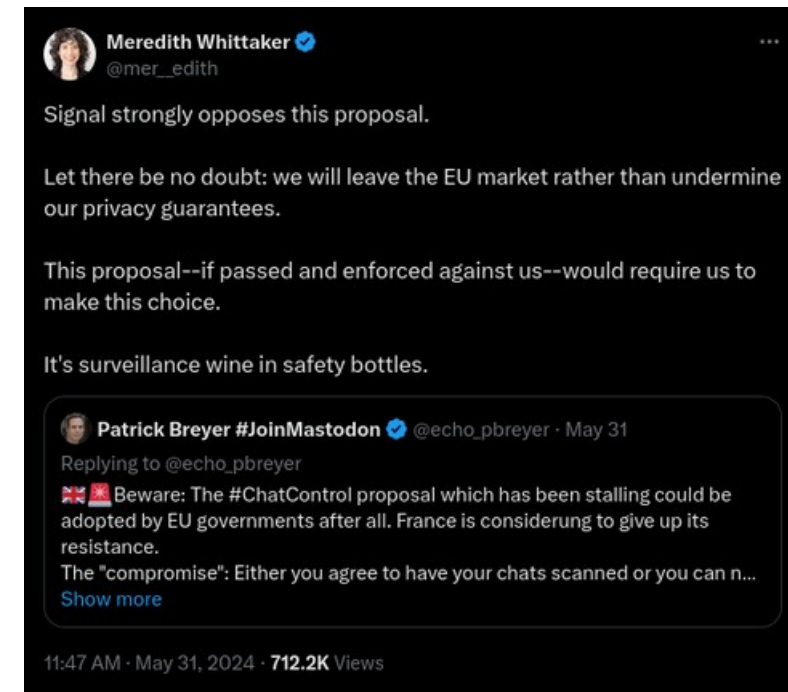 Meredith Whittaker
@mer__edith
Signal strongly opposes this proposal.
Let there be no doubt: we will leave the EU market rather than undermine
our privacy guarantees.
This proposal--if passed and enforced against us--would require us to
make this choice.
It's surveillance wine in safety bottles.
Patrick Breyer #JoinMastodon @echo_pbreyer · May 31
Replying to @echo_pbreyer
🇬🇧🚨Beware: The #ChatControl proposal which has been stalling could be
adopted by EU governments after all. France is considerung to give up its
resistance.
The "compromise": Either you agree to have your chats scanned or you can n...
Show more
11:47 AM · May 31, 2024 · 712.2K Views